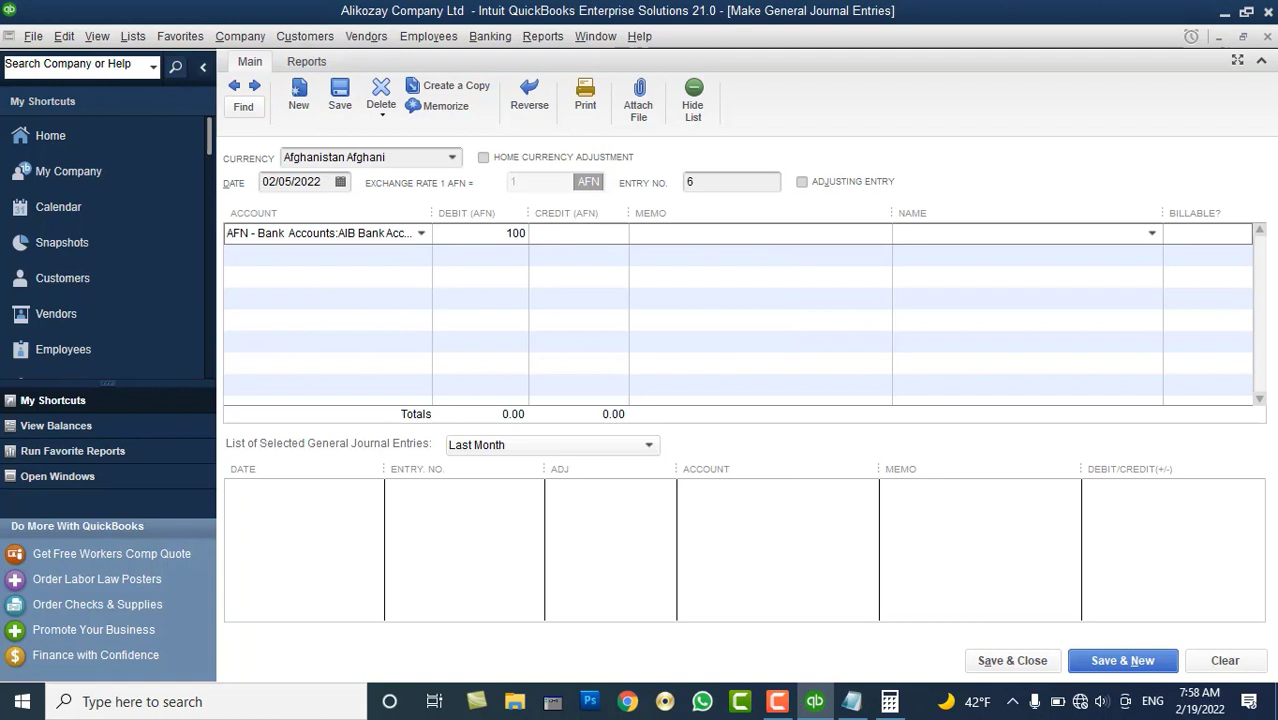 Alikozay Company Ltd - Intuit QuickBooks Enterprise Solutions 21.0 - [Make General Journal Entries]
File Edit View Lists Favorites Company Customers Vendors Employees Banking Reports Window Help
Search Company or Help
Main Reports
My Shortcuts
Home
My Company
Calendar
Snapshots
Customers
Vendors
Employees
My Shortcuts
View Balances
Run Favorite Reports
Open Windows
Do More With QuickBooks
Get Free Workers Comp Quote
Order Labor Law Posters
Order Checks & Supplies
Promote Your Business
Finance with Confidence
Find
New
Save
Delete
Create a Copy
Memorize
Reverse
Print
Attach File
Hide List
CURRENCY Afghanistan Afghani HOME CURRENCY ADJUSTMENT
DATE 02/05/2022 EXCHANGE RATE 1 AFN = 1 AFN ENTRY NO. 6 ADJUSTING ENTRY
ACCOUNT DEBIT (AFN) CREDIT (AFN) MEMO NAME BILLABLE?
AFN - Bank Accounts:AIB Bank Acc... 100
Totals 0.00 0.00
List of Selected General Journal Entries: Last Month
DATE ENTRY. NO. ADJ ACCOUNT MEMO DEBIT/CREDIT(+/-)
Save & Close Save & New Clear
Type here to search
Ps
qb
42°F
ENG
7:58 AM
2/19/2022